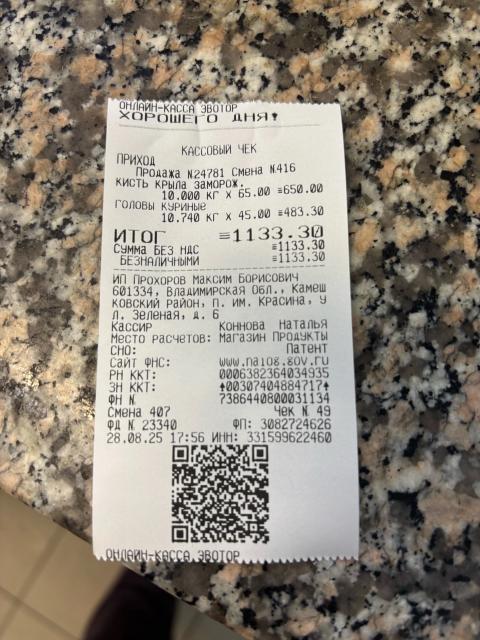 ОНЛАЙН-КАССА ЭВОТОР
ХОРОШЕГО ДНЯ!
КАССОВЫЙ ЧЕК
ПРИХОД
Продажа N24781 Смена N416
КИСТЬ КРЫЛА ЗАМОРОЖ.
10.000 КГ X 65.00 ≡650.00
ГОЛОВЫ КУРИНЫЕ
10.740 КГ X 45.00 ≡483.30
ИТОГ ≡1133.30
СУММА БЕЗ НДС ≡1133.30
БЕЗНАЛИЧНЫМИ ≡1133.30
ИП Прохоров Максим Борисович
601334, Владимирская Обл., Камеш
ковский Район, п. им. Красина, у
л. Зеленая, д. 6
Кассир Коннова Наталья
Место расчетов: Магазин Продукты
СНО: Патент
Сайт ФНС: www.nalog.gov.ru
РН ККТ: 0006382364034935
ЗН ККТ: ♠00307404884717♠
ФН N 7386440800031134
Смена 407 Чек N 49
ФД N 23340 ФП: 3082724626
28.08.25 17:56 ИНН: 331599622460
ОНЛАЙН-КАССА ЭВОТОР